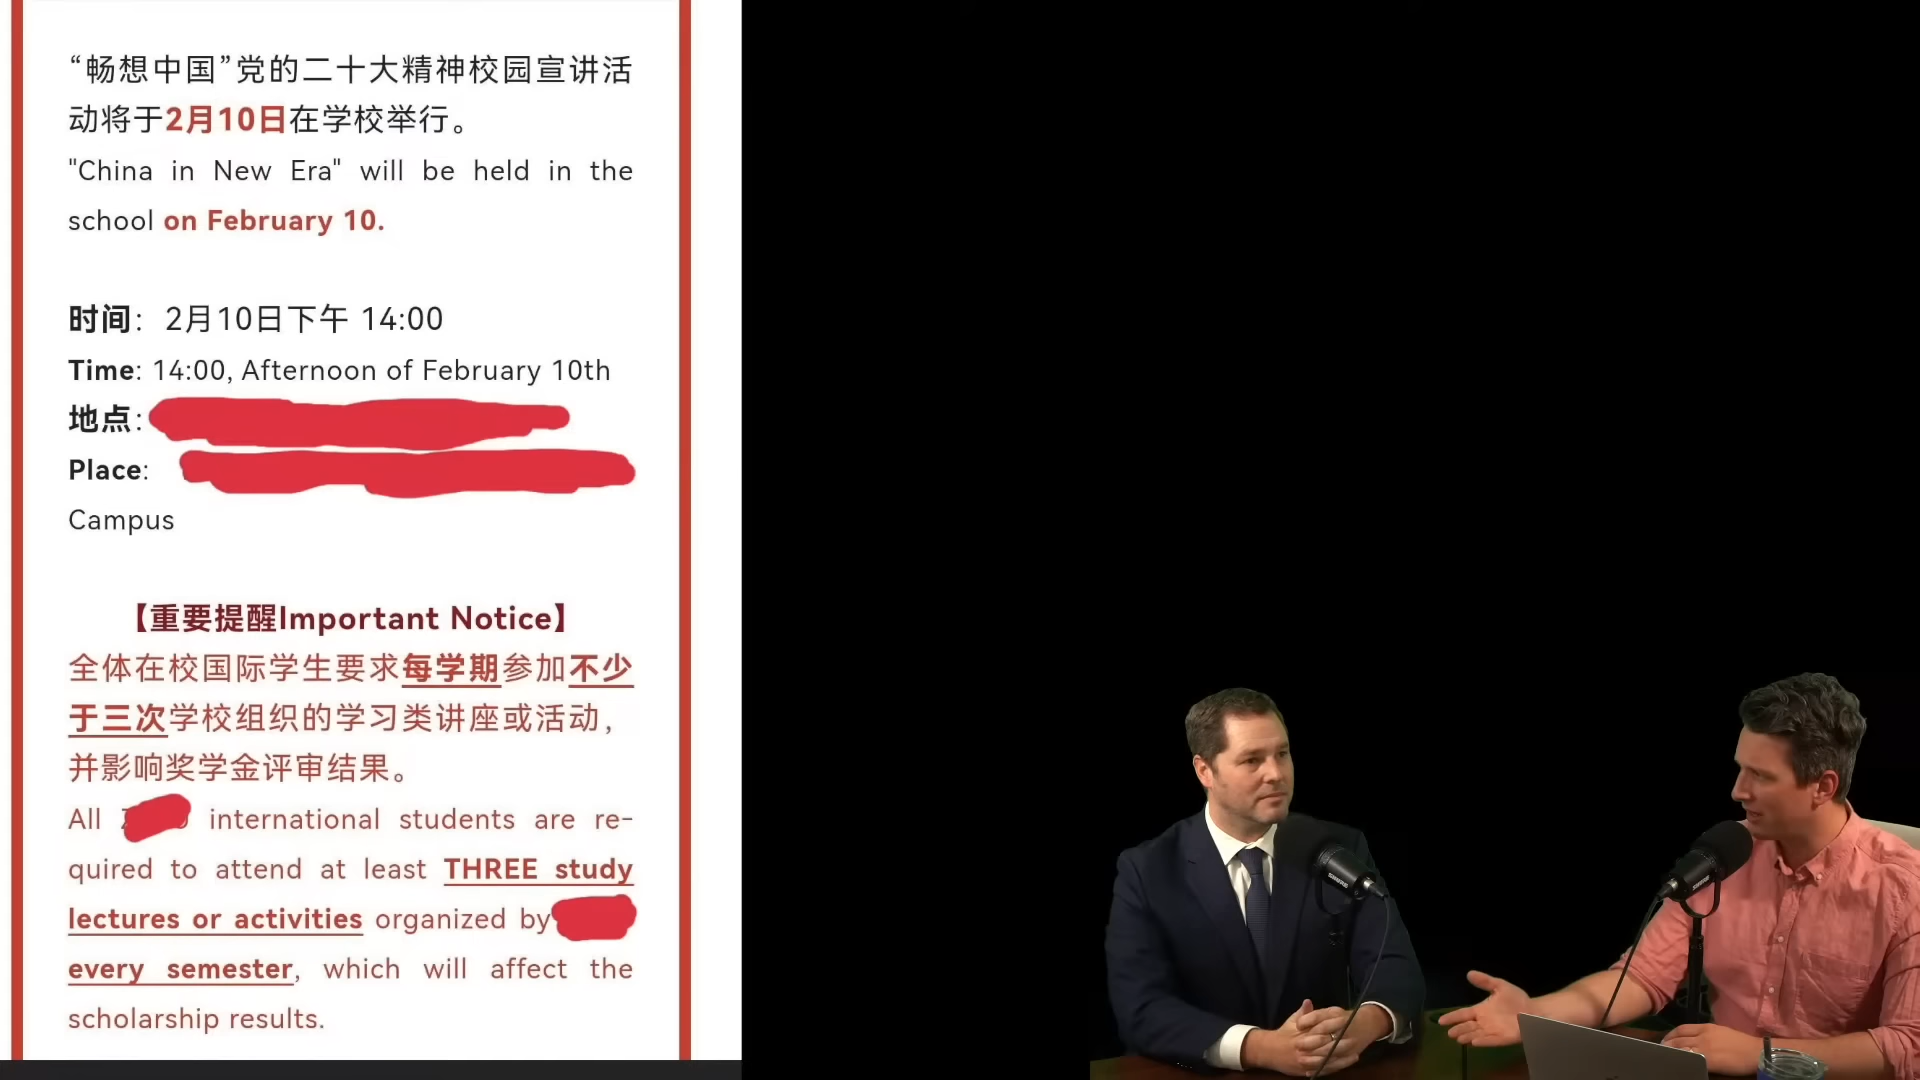 “畅想中国”党的二十大精神校园宣讲活
动将于2月10日在学校举行。
"China in New Era" will be held in the
school on February 10.
时间：2月10日下午 14:00
Time: 14:00, Afternoon of February 10th
地点：
Place:
Campus
【重要提醒Important Notice】
全体在校国际学生要求每学期参加不少
于三次学校组织的学习类讲座或活动，
并影响奖学金评审结果。
All international students are re-
quired to attend at least THREE study
lectures or activities organized by
every semester, which will affect the
scholarship results.
SHURE
SHURE